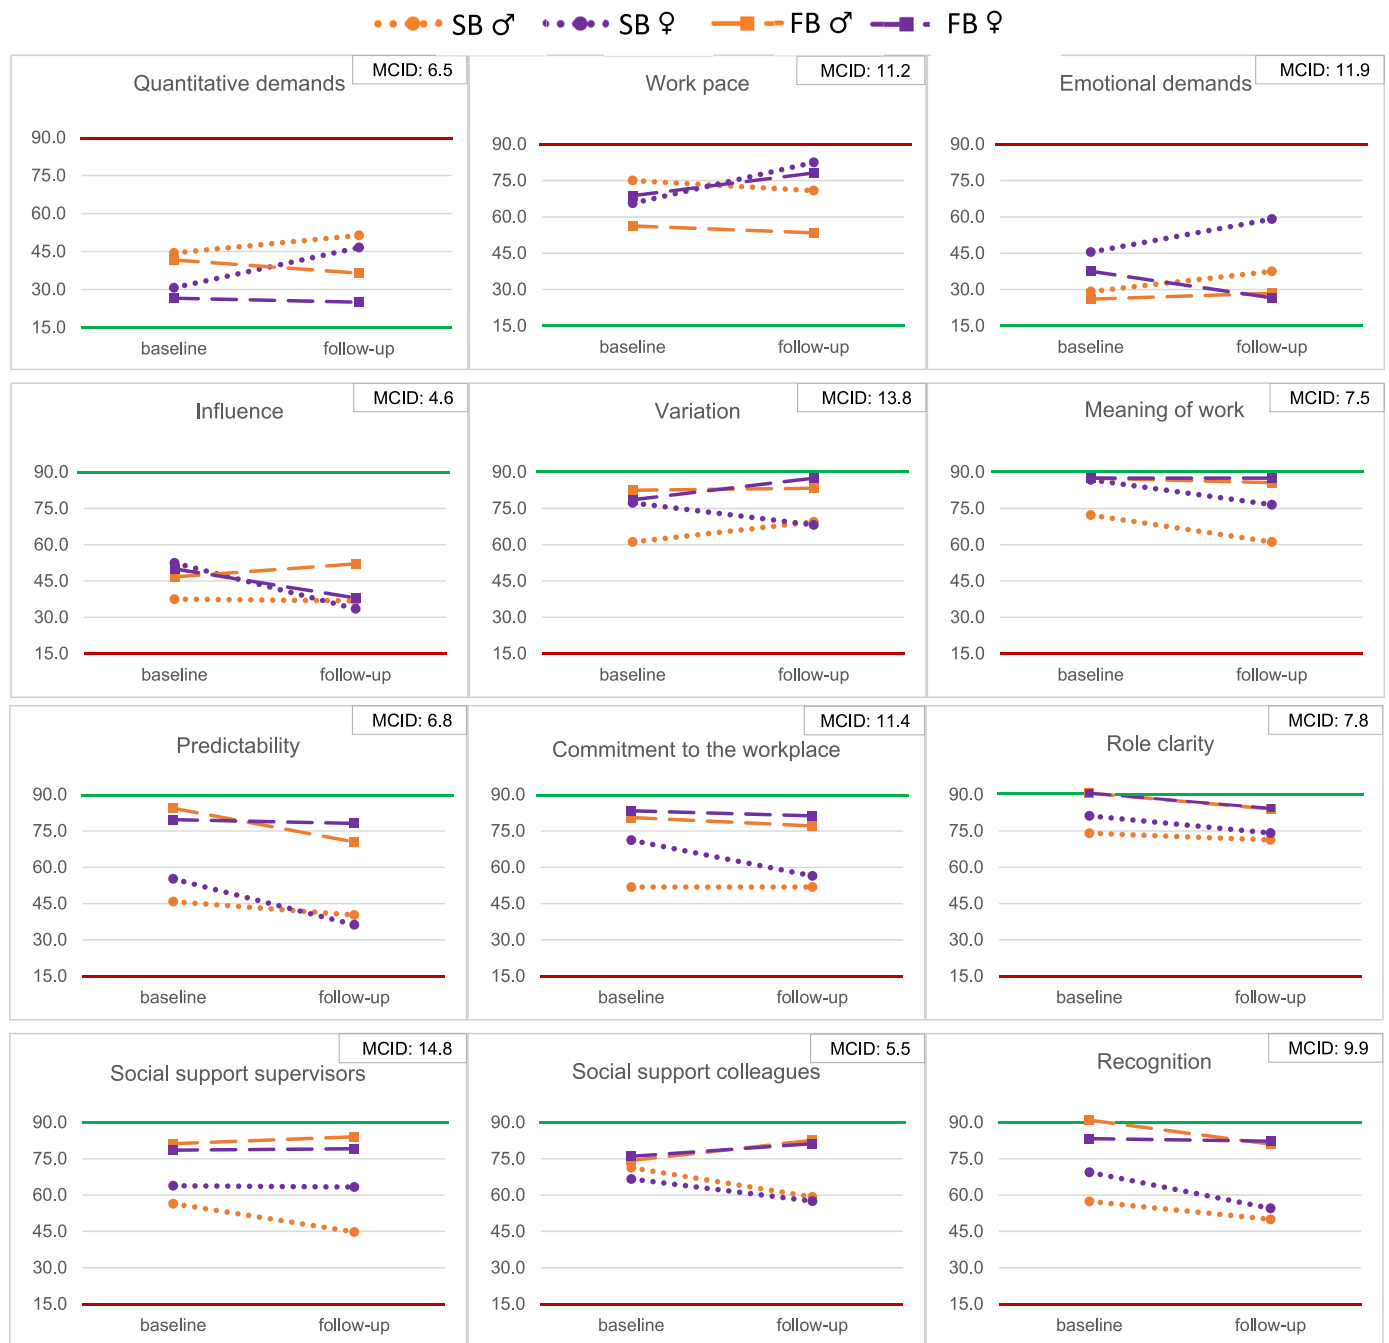 SB ♂ SB ♀ FB ♂ FB ♀
MCID: 6.5
Quantitative demands
90.0
75.0
60.0
45.0
30.0
15.0
baseline follow-up
MCID: 11.2
Work pace
90.0
75.0
60.0
45.0
30.0
15.0
baseline follow-up
MCID: 11.9
Emotional demands
90.0
75.0
60.0
45.0
30.0
15.0
baseline follow-up
MCID: 4.6
Influence
90.0
75.0
60.0
45.0
30.0
15.0
baseline follow-up
MCID: 13.8
Variation
90.0
75.0
60.0
45.0
30.0
15.0
baseline follow-up
MCID: 7.5
Meaning of work
90.0
75.0
60.0
45.0
30.0
15.0
baseline follow-up
MCID: 6.8
Predictability
90.0
75.0
60.0
45.0
30.0
15.0
baseline follow-up
MCID: 11.4
Commitment to the workplace
90.0
75.0
60.0
45.0
30.0
15.0
baseline follow-up
MCID: 7.8
Role clarity
90.0
75.0
60.0
45.0
30.0
15.0
baseline follow-up
MCID: 14.8
Social support supervisors
90.0
75.0
60.0
45.0
30.0
15.0
baseline follow-up
MCID: 5.5
Social support colleagues
90.0
75.0
60.0
45.0
30.0
15.0
baseline follow-up
MCID: 9.9
Recognition
90.0
75.0
60.0
45.0
30.0
15.0
baseline follow-up